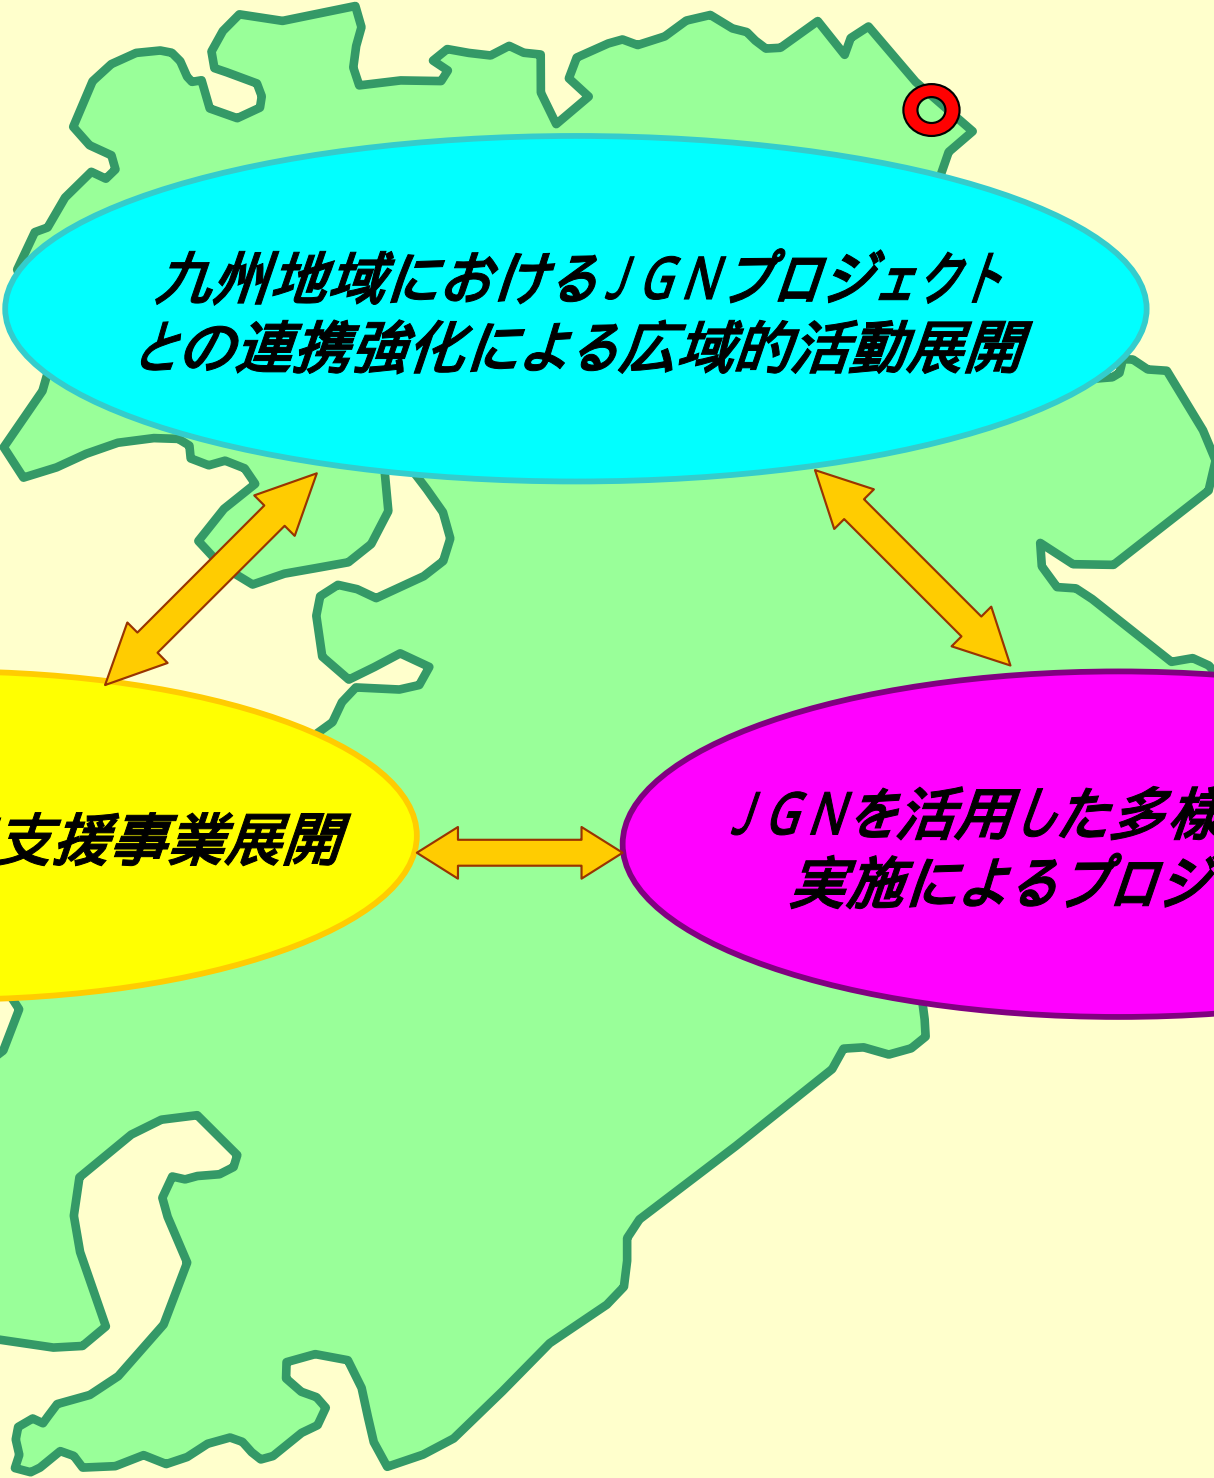 九州地域におけるJGNプロジェクト
との連携強化による広域的活動展開
支援事業展開
JGNを活用した多様
実施によるプロジ